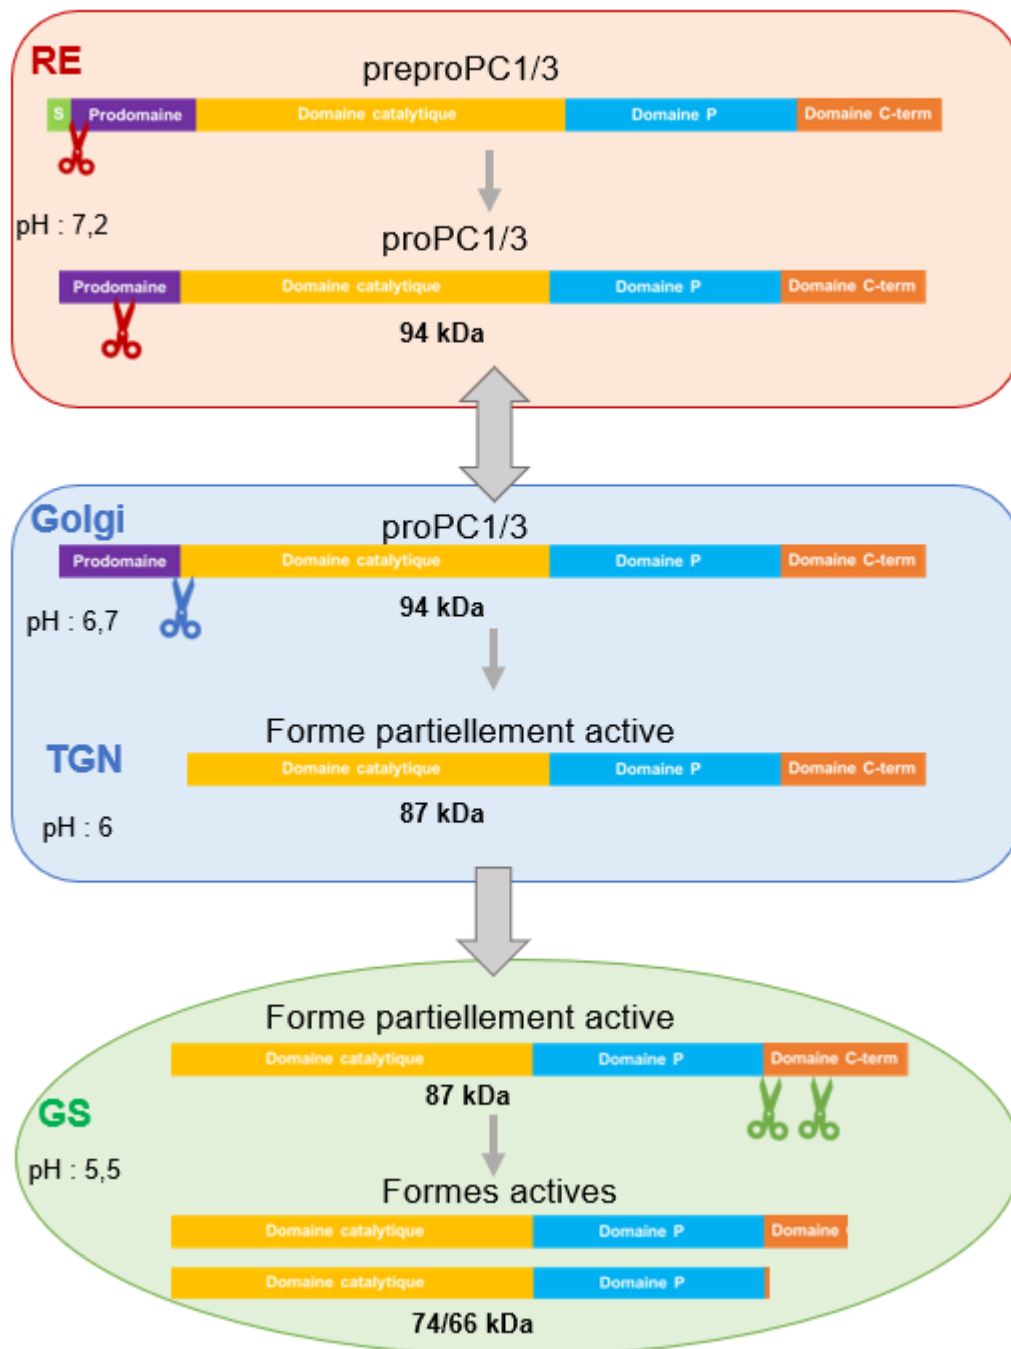 RE
preproPC1/3
S Prodomaine Domaine catalytique Domaine P Domaine C-term
pH : 7,2
proPC1/3
Prodomaine Domaine catalytique Domaine P Domaine C-term
94 kDa
Golgi
proPC1/3
Prodomaine Domaine catalytique Domaine P Domaine C-term
pH : 6,7
94 kDa
Forme partiellement active
TGN
Domaine catalytique Domaine P Domaine C-term
87 kDa
pH : 6
Forme partiellement active
Domaine catalytique Domaine P Domaine C-term
87 kDa
GS
pH : 5,5
Formes actives
Domaine catalytique Domaine P Domaine
Domaine catalytique Domaine P
74/66 kDa